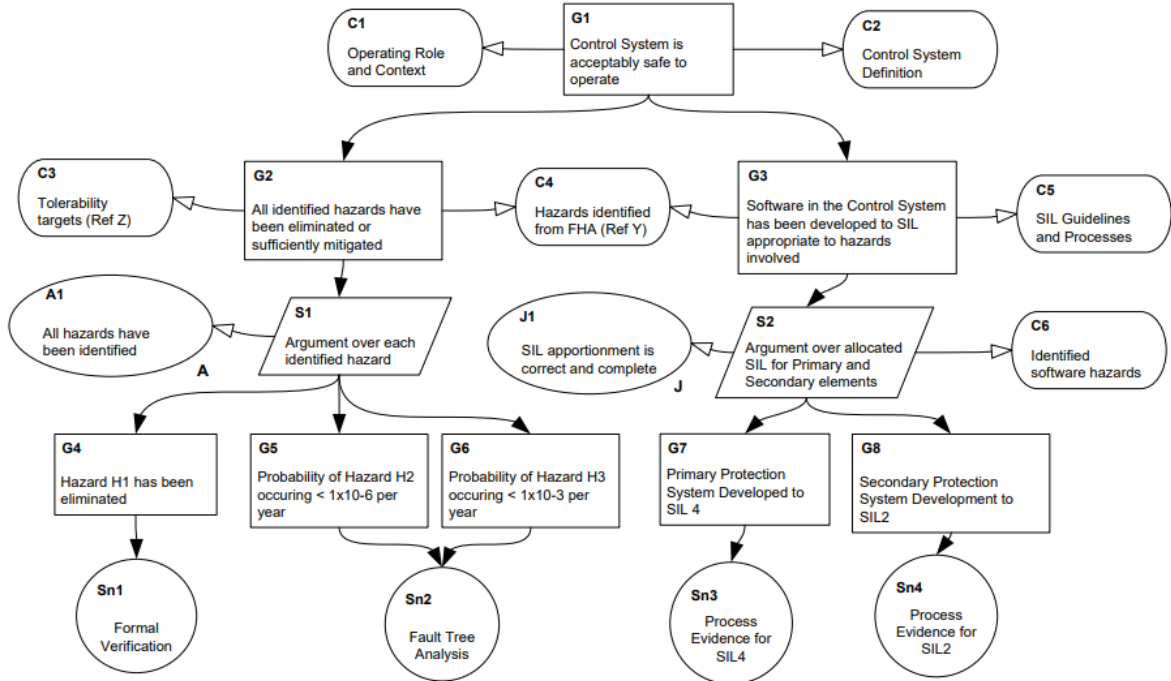 C1
Operating Role
and Context
G1
Control System is
acceptably safe to
operate
C2
Control System
Definition
C3
Tolerability
targets (Ref Z)
G2
All identified hazards have
been eliminated or
sufficiently mitigated
C4
Hazards identified
from FHA (Ref Y)
G3
Software in the Control System
has been developed to SIL
appropriate to hazards
involved
C5
SIL Guidelines
and Processes
A1
All hazards have
been identified
A
S1
Argument over each
identified hazard
J1
SIL apportionment is
correct and complete
J
S2
Argument over allocated
SIL for Primary and
Secondary elements
C6
Identified
software hazards
G4
Hazard H1 has been
eliminated
G5
Probability of Hazard H2
occuring < 1x10-6 per
year
G6
Probability of Hazard H3
occuring < 1x10-3 per
year
G7
Primary Protection
System Developed to
SIL 4
G8
Secondary Protection
System Development to
SIL2
Sn1
Formal
Verification
Sn2
Fault Tree
Analysis
Sn3
Process
Evidence for
SIL4
Sn4
Process
Evidence for
SIL2